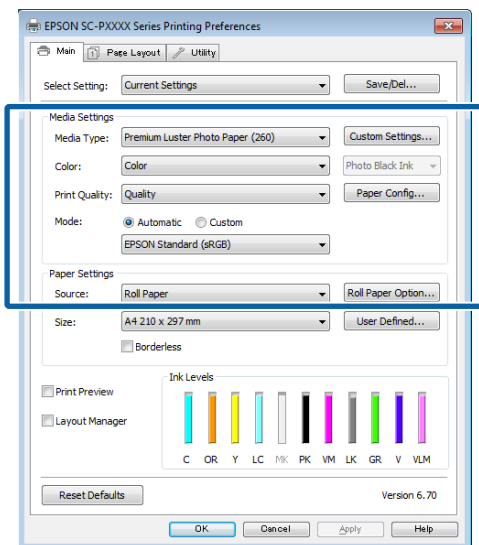 EPSON SC-PXXXX Series Printing Preferences
Main Page Layout Utility
Select Setting: Current Settings Save/Del...
Media Settings
Media Type: Premium Luster Photo Paper (260) Custom Settings...
Color: Color Photo Black Ink
Print Quality: Quality Paper Config...
Mode: Automatic Custom
EPSON Standard (sRGB)
Paper Settings
Source: Roll Paper Roll Paper Option...
Size: A4 210 x 297 mm User Defined...
Borderless
Ink Levels
Print Preview
Layout Manager
C OR Y LC MK PK VM LK GR V VLM
Reset Defaults Version 6.70
OK Cancel Apply Help